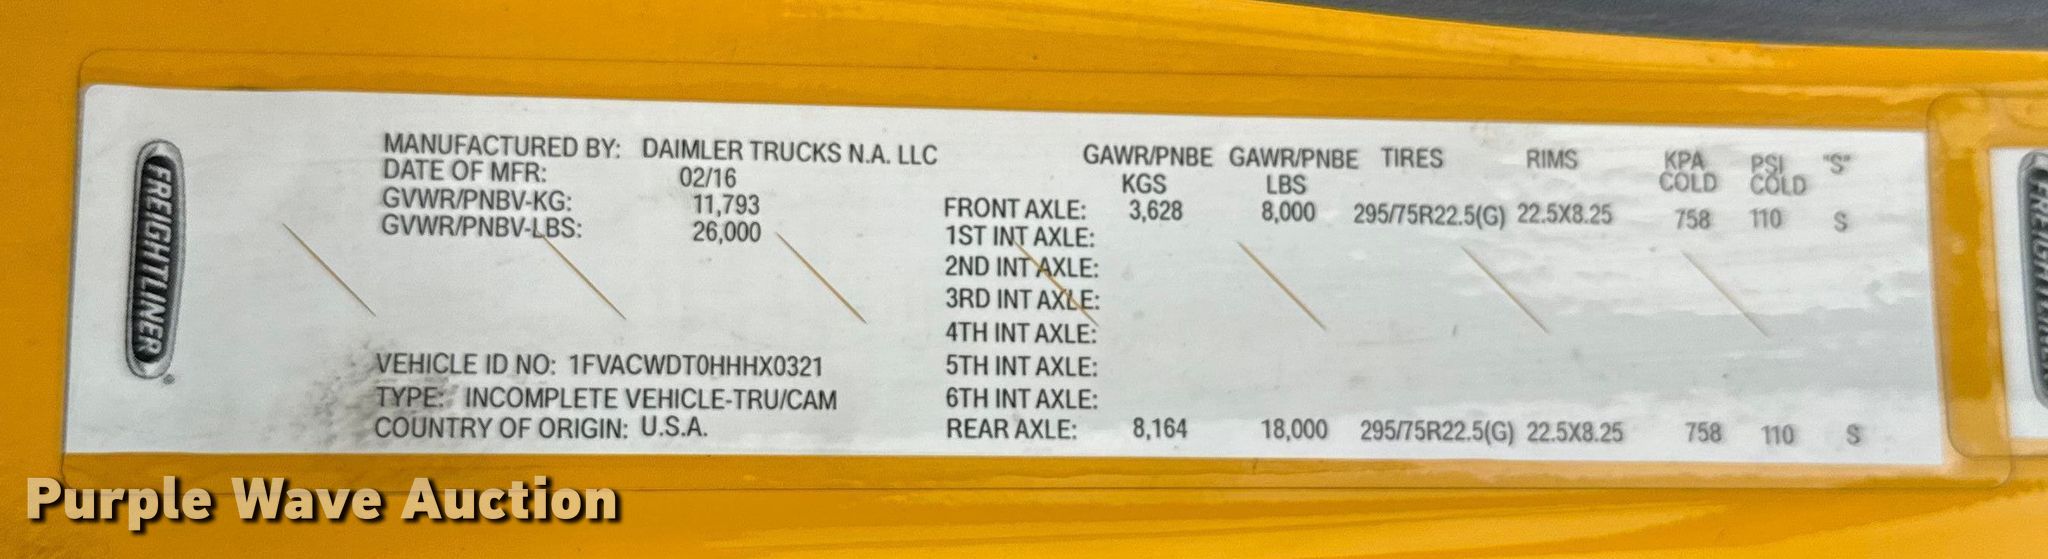 FREIGHTLINER
MANUFACTURED BY: DAIMLER TRUCKS N.A. LLC
DATE OF MFR: 02/16
GVWR/PNBV-KG: 11,793
GVWR/PNBV-LBS: 26,000
VEHICLE ID NO: 1FVACWDT0HHHX0321
TYPE: INCOMPLETE VEHICLE-TRU/CAM
COUNTRY OF ORIGIN: U.S.A.
GAWR/PNBE GAWR/PNBE TIRES RIMS KPA PSI "S"
KGS LBS COLD COLD
FRONT AXLE: 3,628 8,000 295/75R22.5(G) 22.5X8.25 758 110 S
1ST INT AXLE:
2ND INT AXLE:
3RD INT AXLE:
4TH INT AXLE:
5TH INT AXLE:
6TH INT AXLE:
REAR AXLE: 8,164 18,000 295/75R22.5(G) 22.5X8.25 758 110 S
Purple Wave Auction